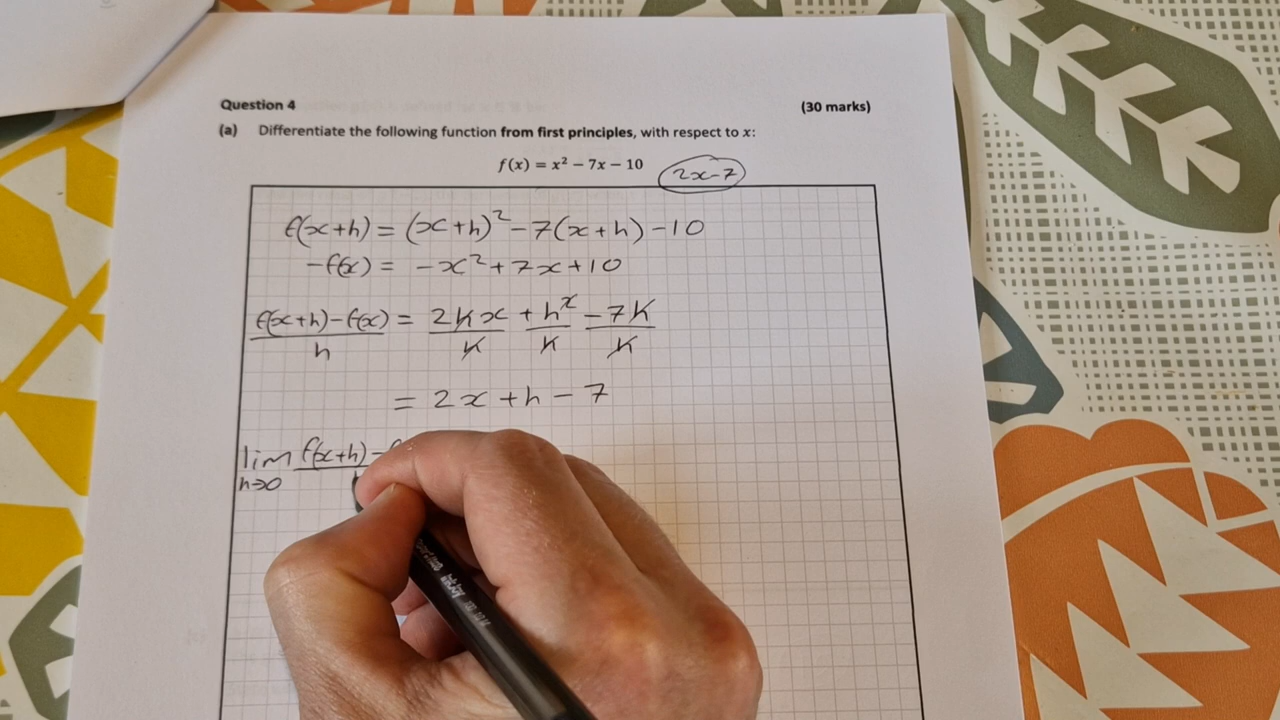 Question 4 (30 marks)
(a) Differentiate the following function from first principles, with respect to x:
f(x) = x² − 7x − 10 2x-7
f(x+h) = (x+h)² - 7(x+h) - 10
-f(x) = -x² + 7x + 10
f(x+h) - f(x) = 2hx + h² - 7h
h h h h
= 2x + h - 7
lim f(x+h) -
h→0